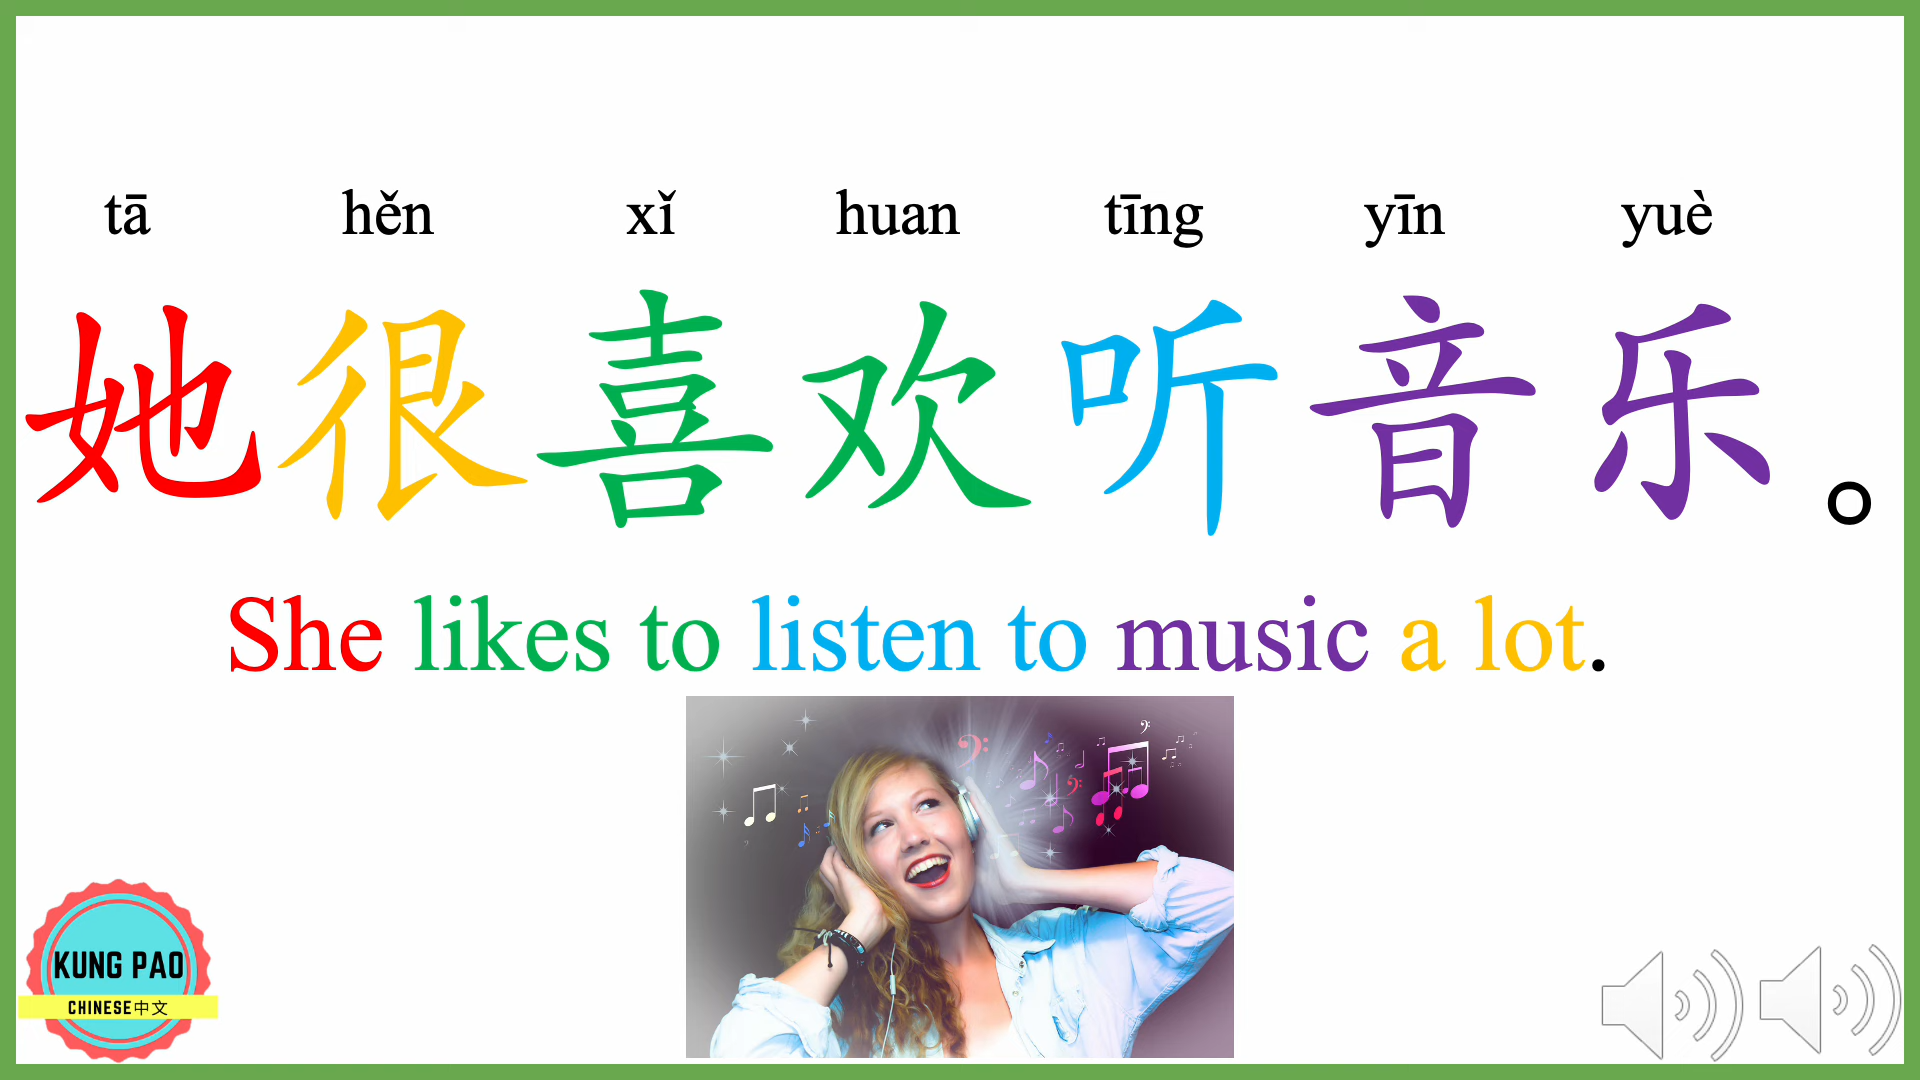 tā hěn xǐ huan tīng yīn yuè
她很喜欢听音乐。
She likes to listen to music a lot.
KUNG PAO
CHINESE中文